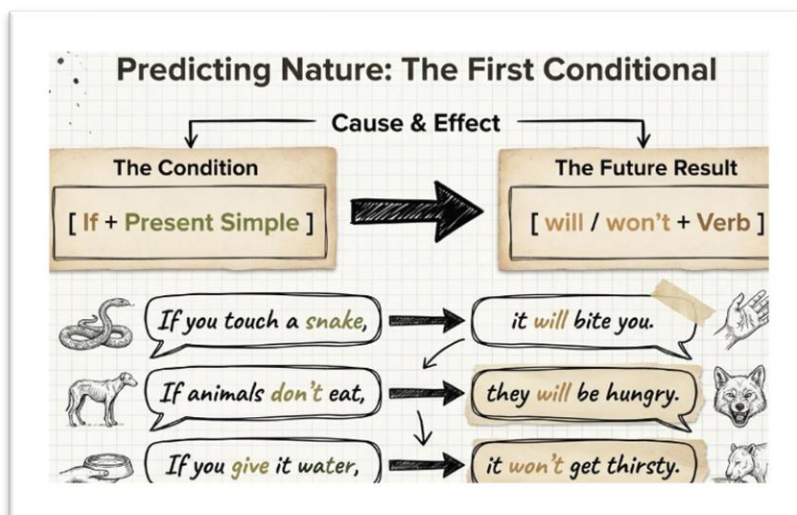 Predicting Nature: The First Conditional
Cause & Effect
The Condition
[ If + Present Simple ]
The Future Result
[ will / won't + Verb ]
If you touch a snake,
it will bite you.
If animals don't eat,
they will be hungry.
If you give it water,
it won't get thirsty.